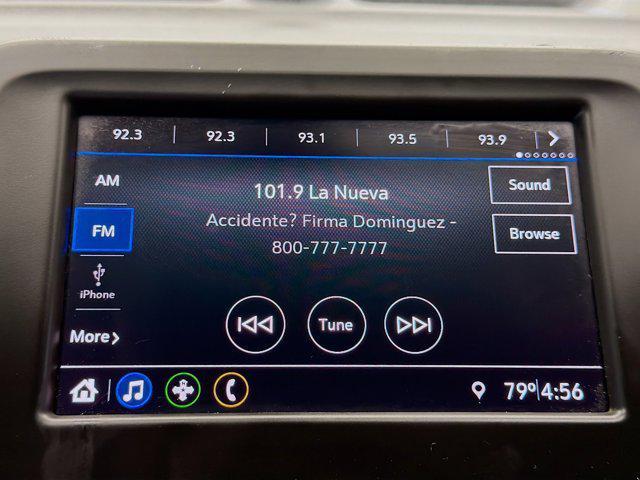 92.3 92.3 93.1 93.5 93.9
AM
101.9 La Nueva
Sound
FM
Accidente? Firma Dominguez -
800-777-7777
Browse
iPhone
Tune
More
79° 4:56